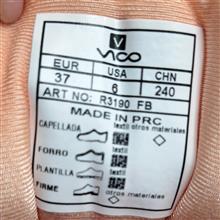 V
VICO
EUR USA CHN
37 6 240
ART NO: R3190 FB
MADE IN PRC
CAPELLADA textil otros materiales
FORRO
PLANTILLA textil otros materiales
FIRME